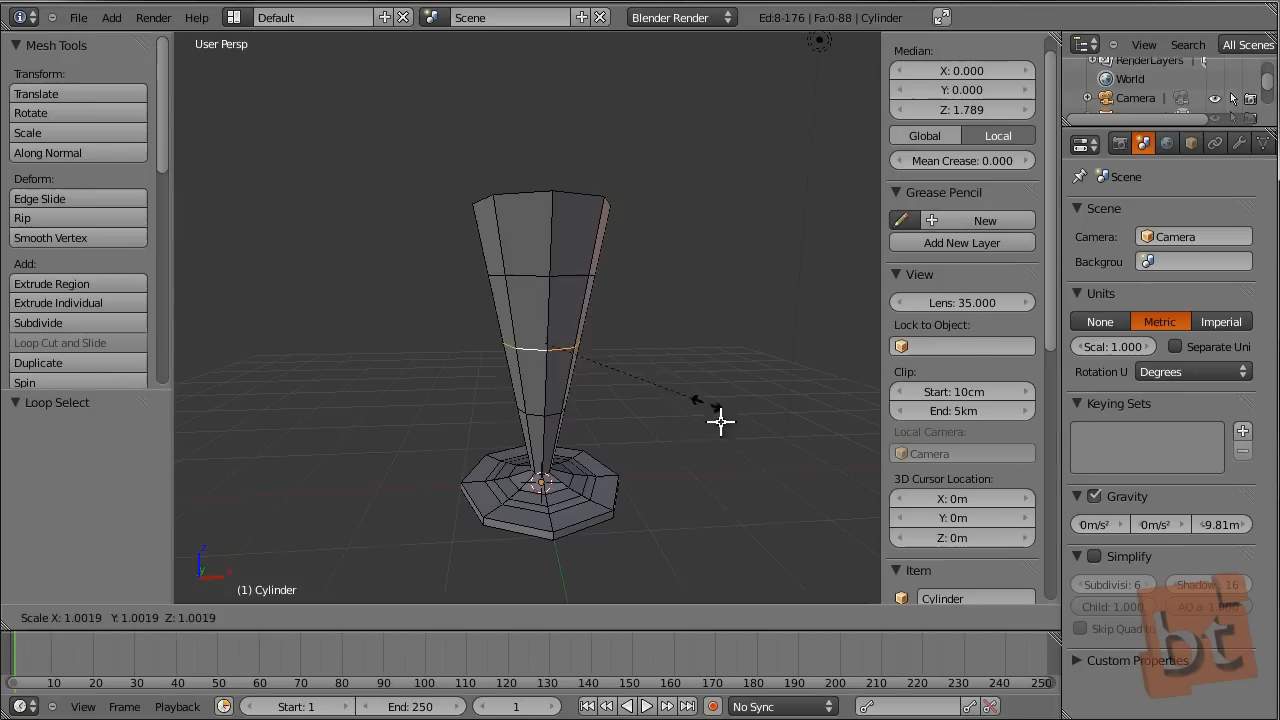 File Add Render Help Default Scene Blender Render Ed:8-176 | Fa:0-88 | Cylinder
Mesh Tools
Transform:
Translate
Rotate
Scale
Along Normal
Deform:
Edge Slide
Rip
Smooth Vertex
Add:
Extrude Region
Extrude Individual
Subdivide
Loop Cut and Slide
Duplicate
Spin
Loop Select
User Persp
z
y
x
(1) Cylinder
Median:
X: 0.000
Y: 0.000
Z: 1.789
Global Local
Mean Crease: 0.000
Grease Pencil
New
Add New Layer
View
Lens: 35.000
Lock to Object:
Clip:
Start: 10cm
End: 5km
Local Camera:
Camera
3D Cursor Location:
X: 0m
Y: 0m
Z: 0m
Item
Cylinder
View Search All Scenes
RenderLayers |
World
Camera |
Scene
Scene
Camera: Camera
Backgrou
Units
None Metric Imperial
Scal: 1.000 Separate Uni
Rotation U Degrees
Keying Sets
Gravity
0m/s² 0m/s² -9.81m
Simplify
Subdivisi: 6 Shadow: 16
Child: 1.000 AO a: 1.000
Skip Quad to
Custom Properties
bt
Scale X: 1.0019 Y: 1.0019 Z: 1.0019
10 20 30 40 50 60 70 80 90 100 110 120 130 140 150 160 170 180 190 200 210 220 230 240 250
View Frame Playback Start: 1 End: 250 1 No Sync